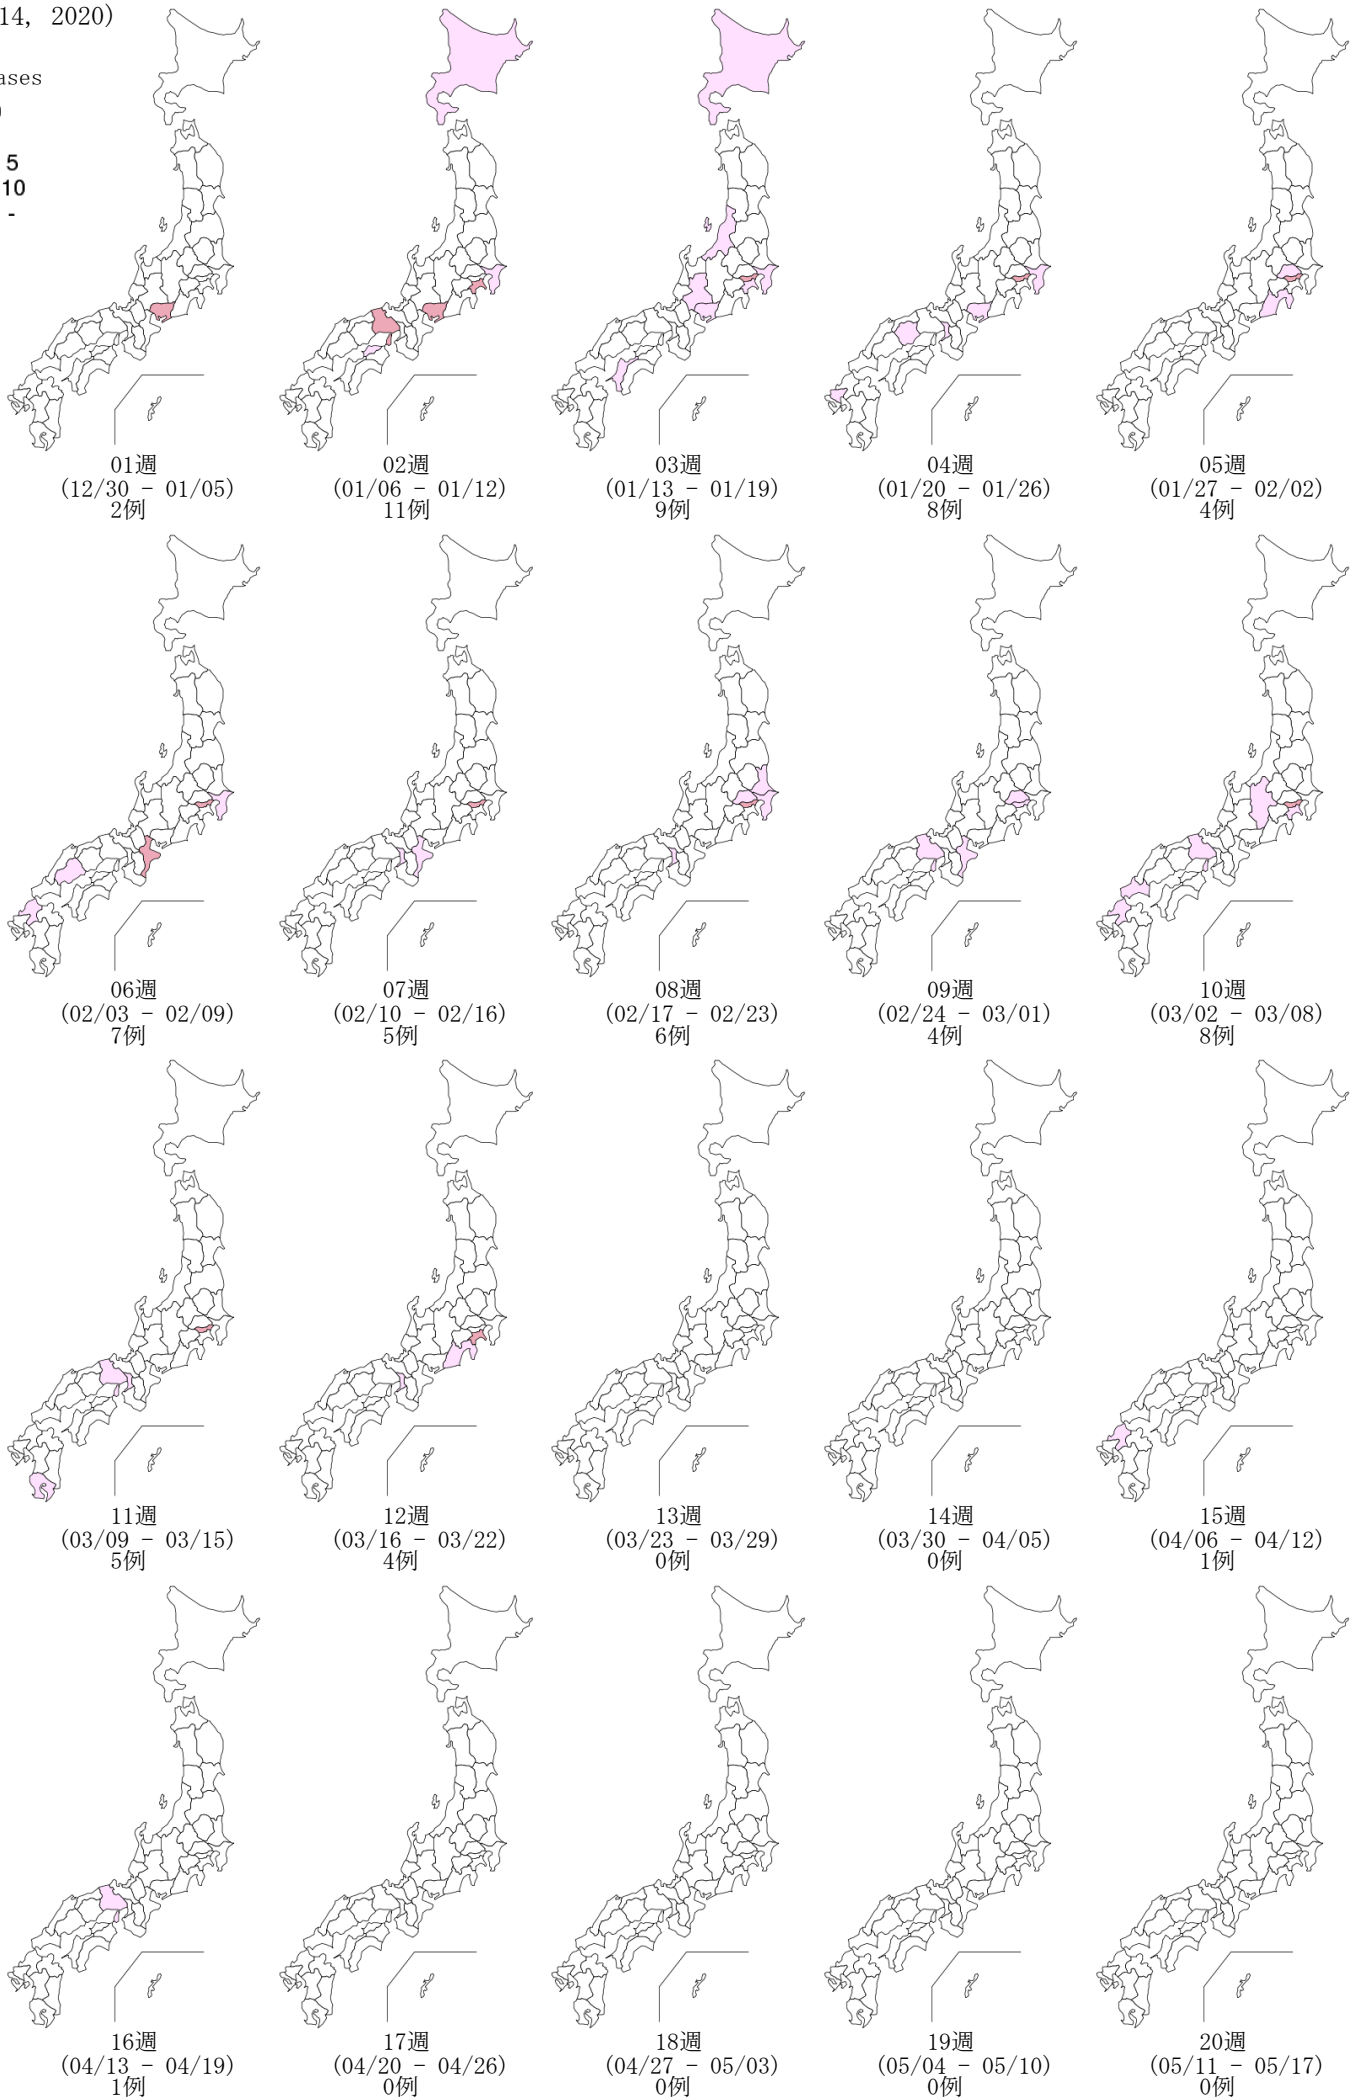 14, 2020)
ases
5
10
-
01週
(12/30 - 01/05)
2例
02週
(01/06 - 01/12)
11例
03週
(01/13 - 01/19)
9例
04週
(01/20 - 01/26)
8例
05週
(01/27 - 02/02)
4例
06週
(02/03 - 02/09)
7例
07週
(02/10 - 02/16)
5例
08週
(02/17 - 02/23)
6例
09週
(02/24 - 03/01)
4例
10週
(03/02 - 03/08)
8例
11週
(03/09 - 03/15)
5例
12週
(03/16 - 03/22)
4例
13週
(03/23 - 03/29)
0例
14週
(03/30 - 04/05)
0例
15週
(04/06 - 04/12)
1例
16週
(04/13 - 04/19)
1例
17週
(04/20 - 04/26)
0例
18週
(04/27 - 05/03)
0例
19週
(05/04 - 05/10)
0例
20週
(05/11 - 05/17)
0例